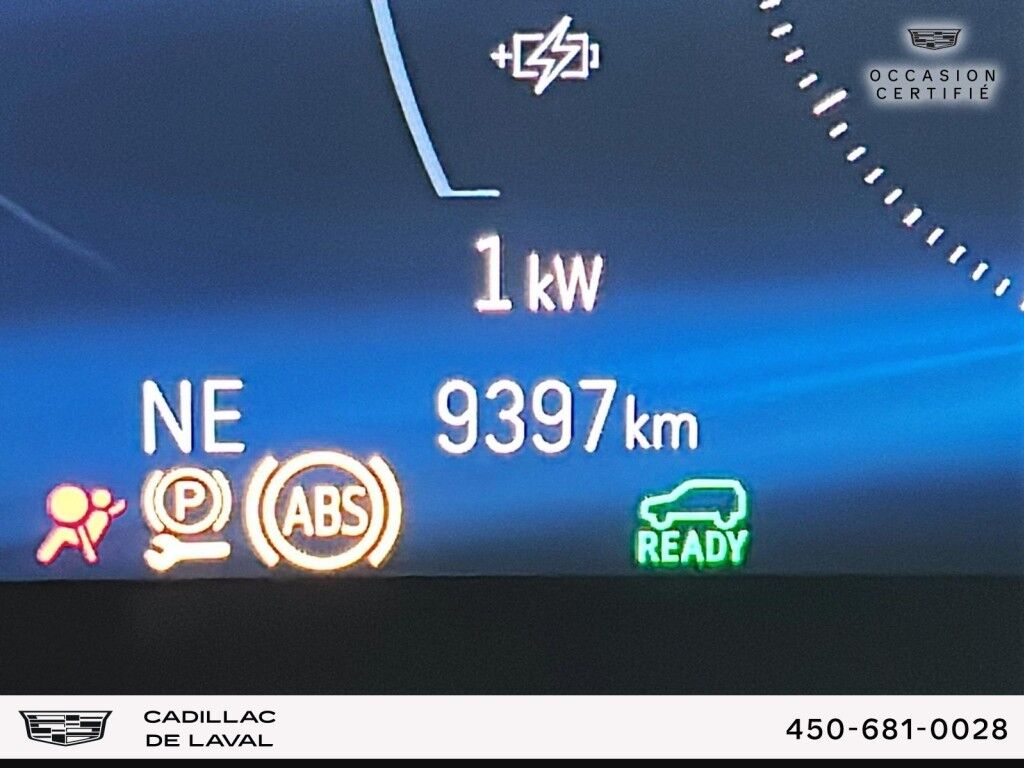 OCCASION
CERTIFIÉ
1 kW
NE
9397 km
P
ABS
READY
CADILLAC
DE LAVAL
450-681-0028